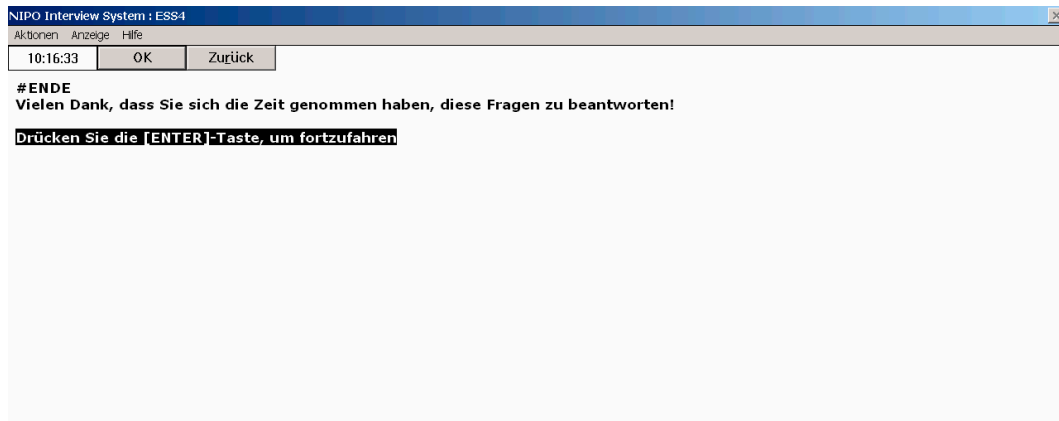 NIPO Interview System : ESS4
Aktionen Anzeige Hilfe
10:16:33 OK Zurück
#ENDE
Vielen Dank, dass Sie sich die Zeit genommen haben, diese Fragen zu beantworten!
Drücken Sie die [ENTER]-Taste, um fortzufahren